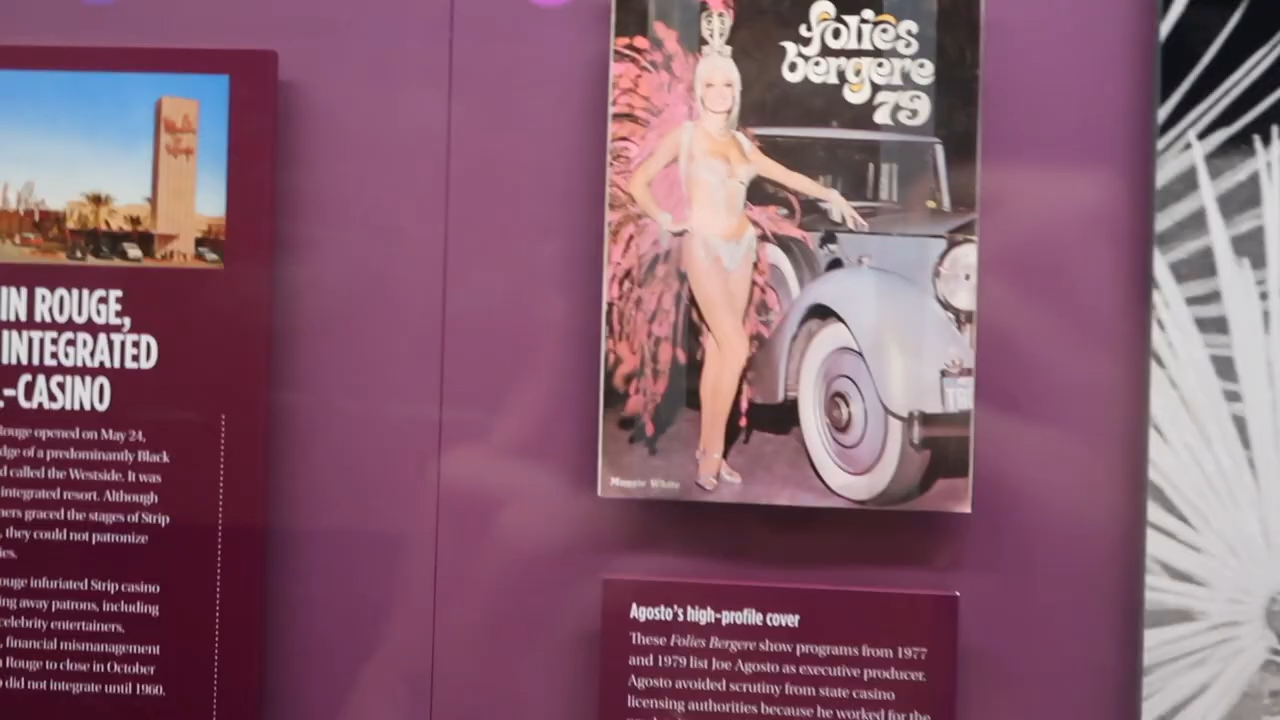 IN ROUGE,
INTEGRATED
-CASINO
Rouge opened on May 24,
dge of a predominantly Black
d called the Westside. It was
integrated resort. Although
ners graced the stages of Strip
, they could not patronize
ies.
ouge infuriated Strip casino
ing away patrons, including
celebrity entertainers,
, financial mismanagement
Rouge to close in October
did not integrate until 1960.
folies
bergere
79
Maggie White
Agosto's high-profile cover
These Folies Bergere show programs from 1977
and 1979 list Joe Agosto as executive producer.
Agosto avoided scrutiny from state casino
licensing authorities because he worked for the